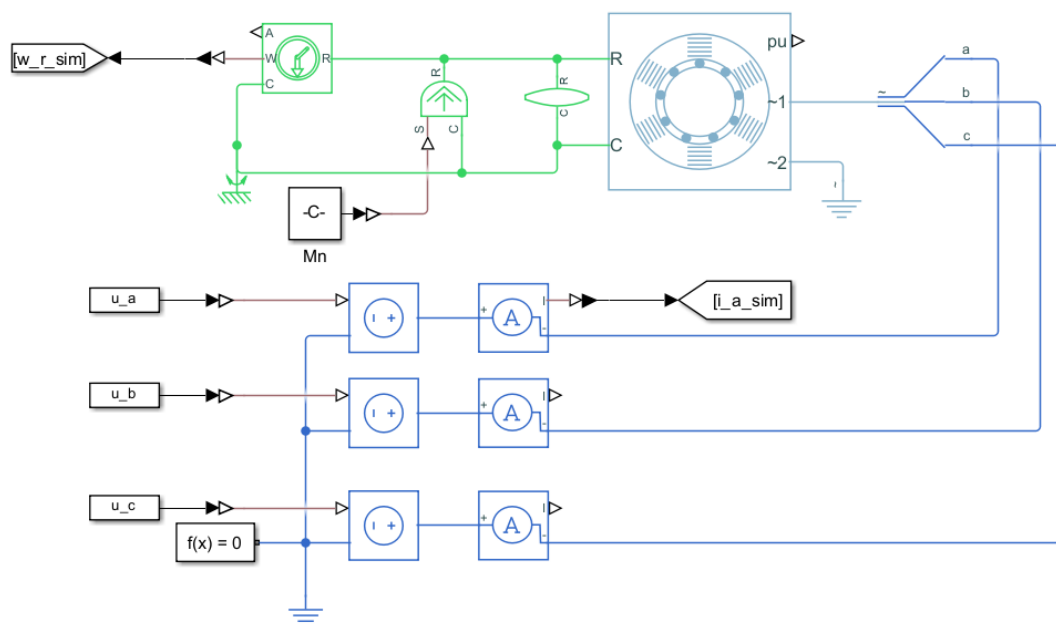 [w_r_sim]
A
W
C
R
R
S
C
R
C
R
C
pu
~1
~2
~
a
b
c
~
-C-
Mn
u_a
+
A
I
-
[i_a_sim]
u_b
+
A
I
-
u_c
+
A
I
-
f(x) = 0